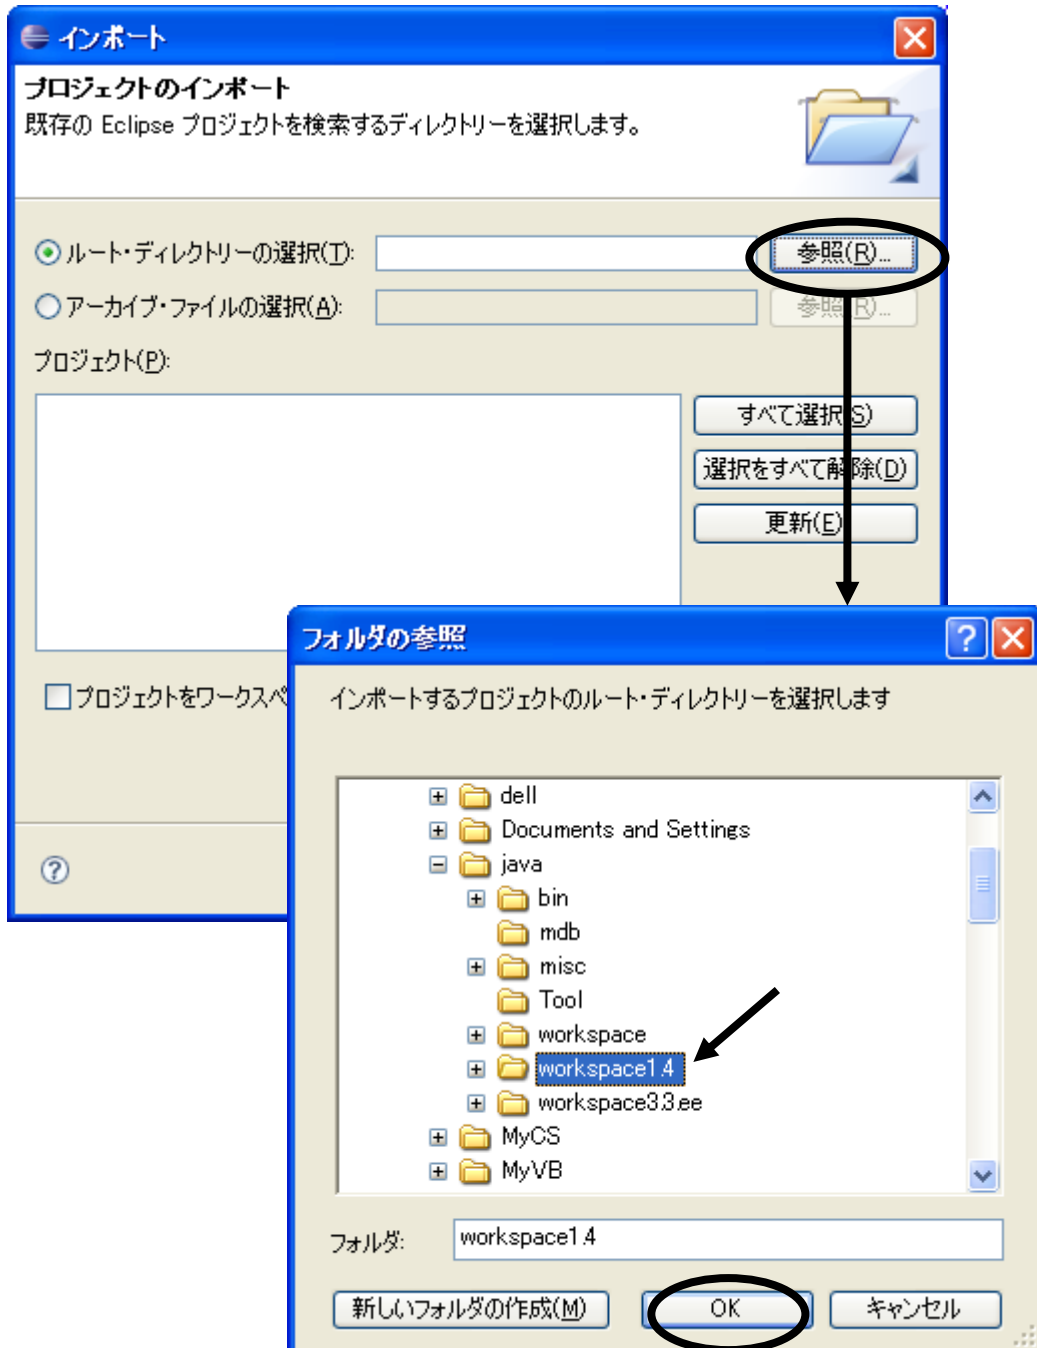 インポート
プロジェクトのインポート
既存の Eclipse プロジェクトを検索するディレクトリーを選択します。
ルート・ディレクトリーの選択(T):
参照(R)...
アーカイブ・ファイルの選択(A):
参照(R)...
プロジェクト(P):
すべて選択(S)
選択をすべて解除(D)
更新(E)
フォルダの参照
プロジェクトをワークスペ
インポートするプロジェクトのルート・ディレクトリーを選択します
dell
Documents and Settings
java
bin
mdb
misc
Tool
workspace
workspace1.4
workspace3.3.ee
MyCS
MyVB
フォルダ:
workspace1.4
新しいフォルダの作成(M)
OK
キャンセル